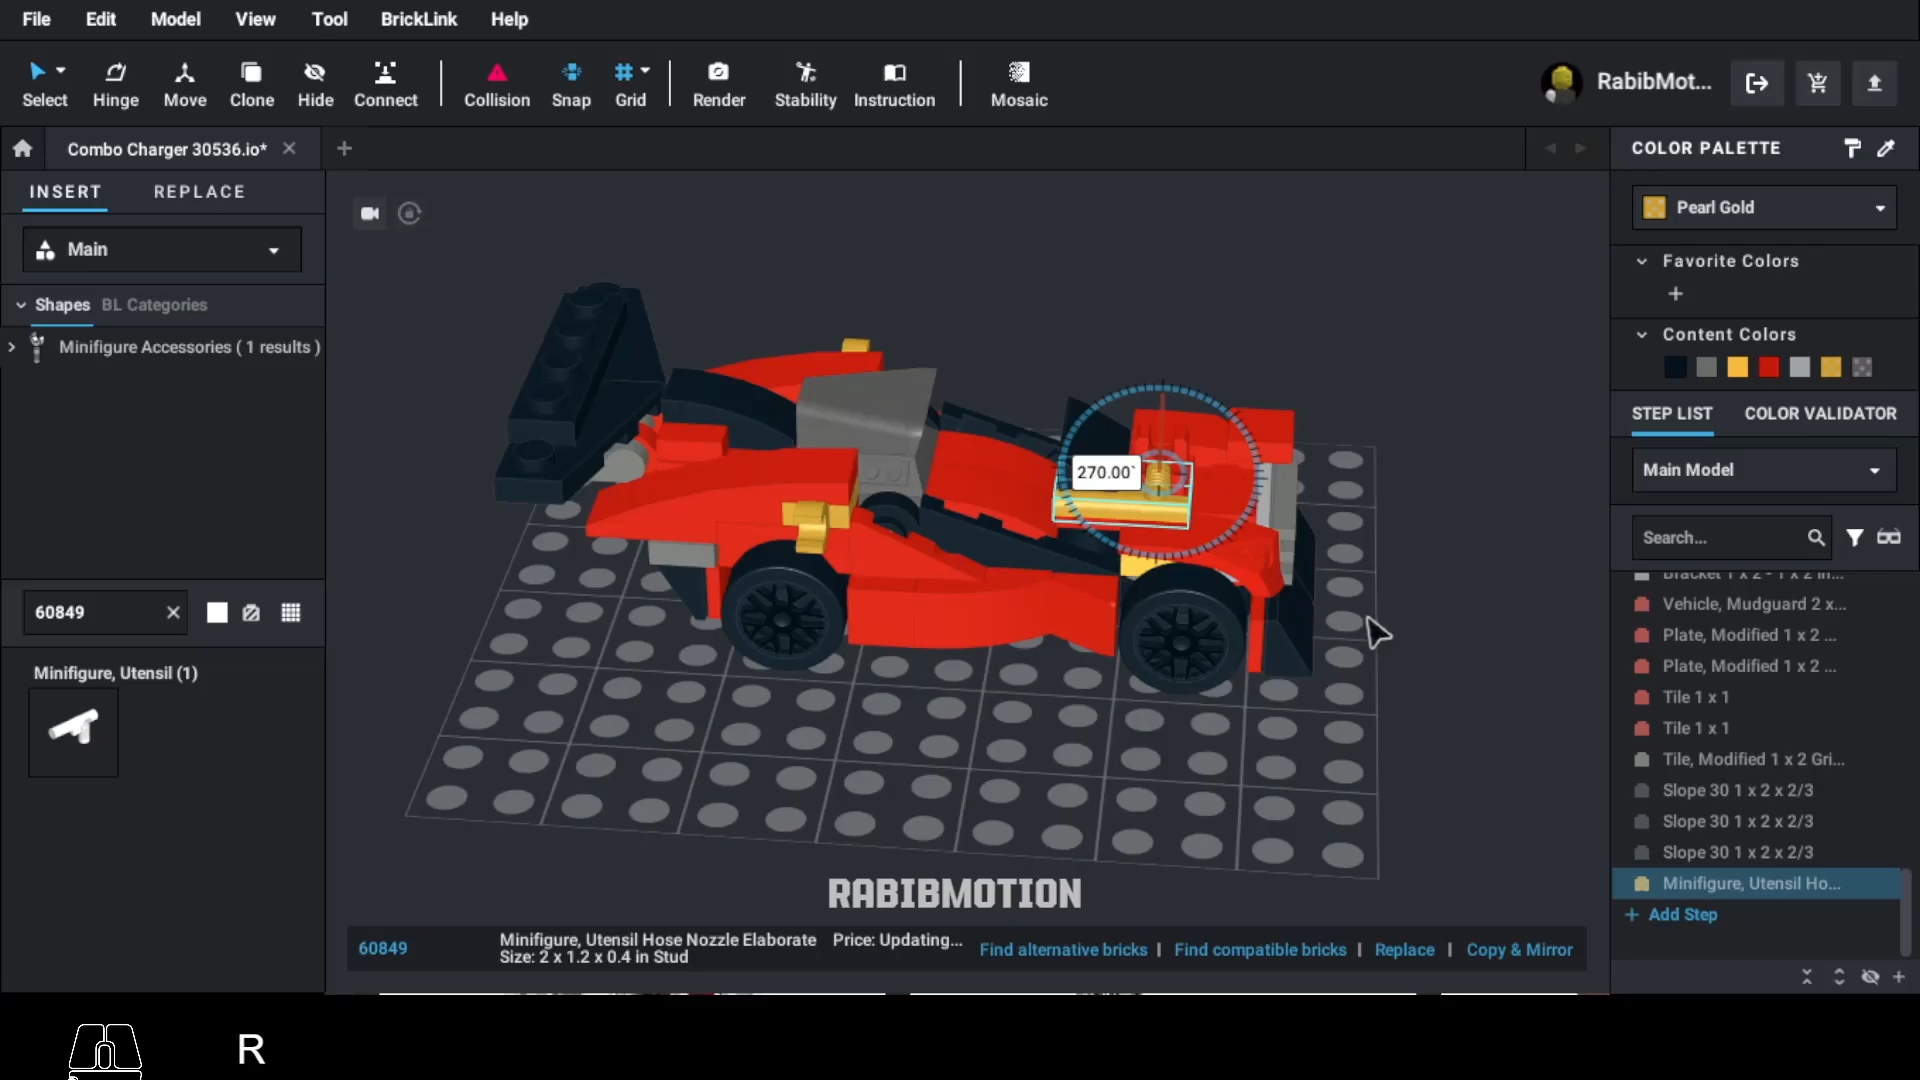 File Edit Model View Tool BrickLink Help
Select Hinge Move Clone Hide Connect Collision Snap Grid Render Stability Instruction Mosaic RabibMot...
Combo Charger 30536.io*
INSERT REPLACE
Main
Shapes BL Categories
Minifigure Accessories ( 1 results )
60849
Minifigure, Utensil (1)
270.00°
RABIBMOTION
60849
Minifigure, Utensil Hose Nozzle Elaborate Price: Updating...
Size: 2 x 1.2 x 0.4 in Stud
Find alternative bricks | Find compatible bricks | Replace | Copy & Mirror
COLOR PALETTE
Pearl Gold
Favorite Colors
Content Colors
STEP LIST COLOR VALIDATOR
Main Model
Search...
Bracket 1 x 2 - 1 x 2 In...
Vehicle, Mudguard 2 x...
Plate, Modified 1 x 2 ...
Plate, Modified 1 x 2 ...
Tile 1 x 1
Tile 1 x 1
Tile, Modified 1 x 2 Gri...
Slope 30 1 x 2 x 2/3
Slope 30 1 x 2 x 2/3
Slope 30 1 x 2 x 2/3
Minifigure, Utensil Ho...
+ Add Step
R